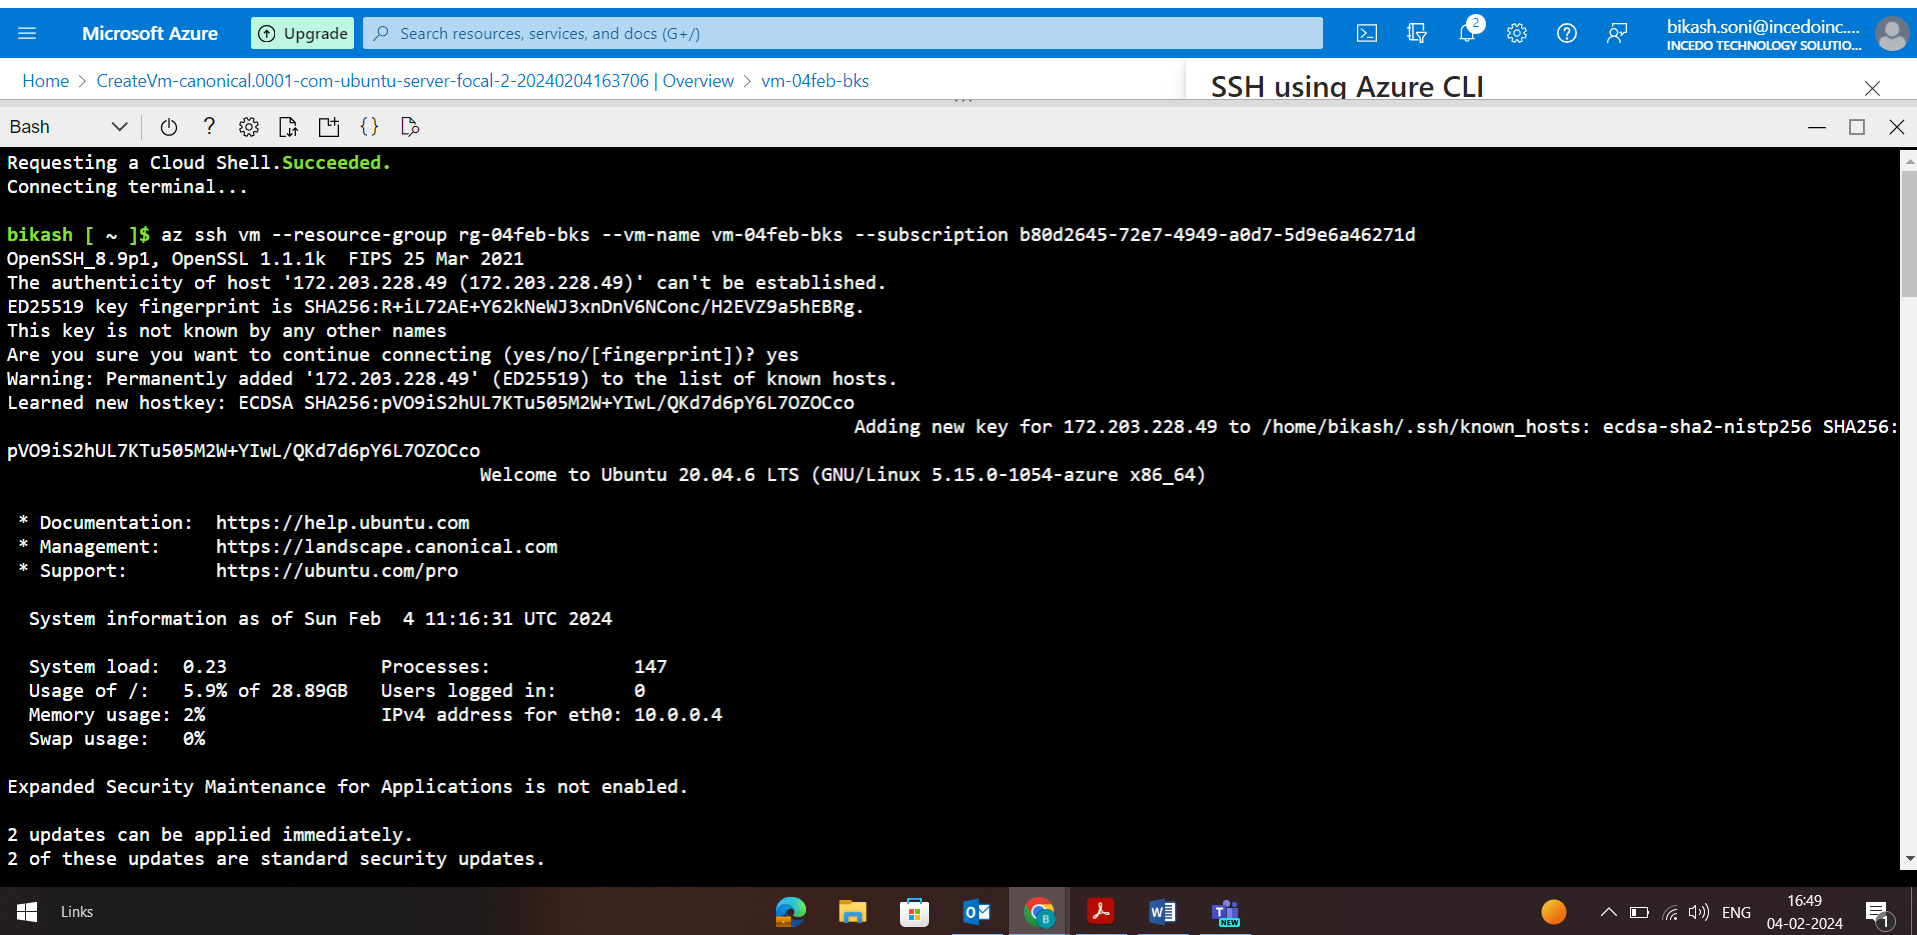 Microsoft Azure
Upgrade
Search resources, services, and docs (G+/)
2
bikash.soni@incedoinc....
INCEDO TECHNOLOGY SOLUTIO...
Home > CreateVm-canonical.0001-com-ubuntu-server-focal-2-20240204163706 | Overview > vm-04feb-bks
SSH using Azure CLI
Bash
Requesting a Cloud Shell.Succeeded.
Connecting terminal...
bikash [ ~ ]$ az ssh vm --resource-group rg-04feb-bks --vm-name vm-04feb-bks --subscription b80d2645-72e7-4949-a0d7-5d9e6a46271d
OpenSSH_8.9p1, OpenSSL 1.1.1k  FIPS 25 Mar 2021
The authenticity of host '172.203.228.49 (172.203.228.49)' can't be established.
ED25519 key fingerprint is SHA256:R+iL72AE+Y62kNeWJ3xnDnV6NConc/H2EVZ9a5hEBRg.
This key is not known by any other names
Are you sure you want to continue connecting (yes/no/[fingerprint])? yes
Warning: Permanently added '172.203.228.49' (ED25519) to the list of known hosts.
Learned new hostkey: ECDSA SHA256:pVO9iS2hUL7KTu505M2W+YIwL/QKd7d6pY6L7OZOCco
Adding new key for 172.203.228.49 to /home/bikash/.ssh/known_hosts: ecdsa-sha2-nistp256 SHA256:
pVO9iS2hUL7KTu505M2W+YIwL/QKd7d6pY6L7OZOCco
Welcome to Ubuntu 20.04.6 LTS (GNU/Linux 5.15.0-1054-azure x86_64)
* Documentation:  https://help.ubuntu.com
* Management:     https://landscape.canonical.com
* Support:        https://ubuntu.com/pro
System information as of Sun Feb  4 11:16:31 UTC 2024
System load:  0.23              Processes:             147
Usage of /:   5.9% of 28.89GB   Users logged in:       0
Memory usage: 2%                IPv4 address for eth0: 10.0.0.4
Swap usage:   0%
Expanded Security Maintenance for Applications is not enabled.
2 updates can be applied immediately.
2 of these updates are standard security updates.
Links
ENG
16:49
04-02-2024
1